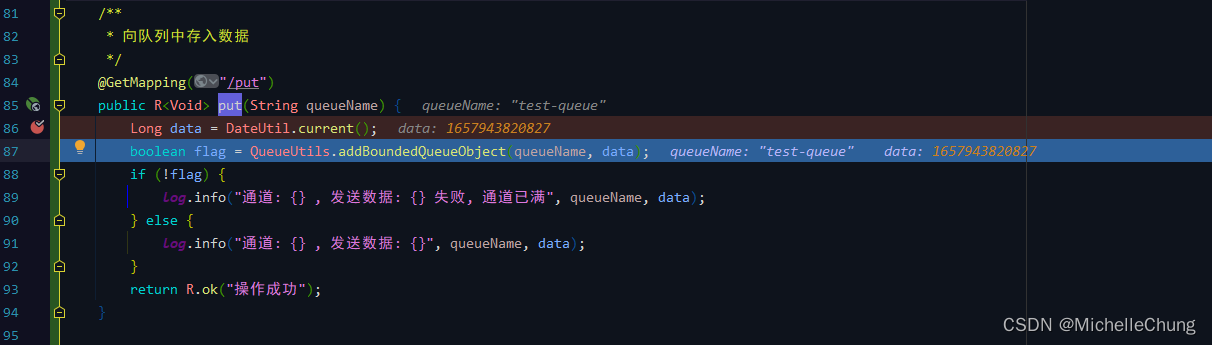 81 /**
82 * 向队列中存入数据
83 */
84 @GetMapping("/put")
85 public R<Void> put(String queueName) { queueName: "test-queue"
86 Long data = DateUtil.current(); data: 1657943820827
87 boolean flag = QueueUtils.addBoundedQueueObject(queueName, data); queueName: "test-queue" data: 1657943820827
88 if (!flag) {
89 log.info("通道: {} , 发送数据: {} 失败, 通道已满", queueName, data);
90 } else {
91 log.info("通道: {} , 发送数据: {}", queueName, data);
92 }
93 return R.ok("操作成功");
94 }
95
CSDN @MichelleChung